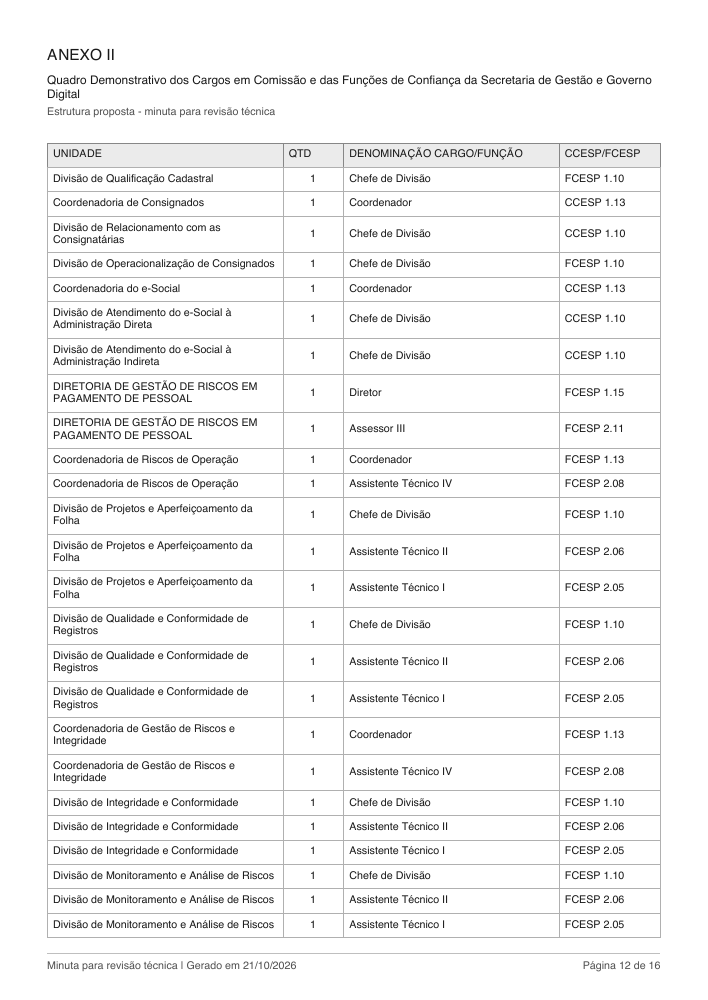 ANEXO II
Quadro Demonstrativo dos Cargos em Comissão e das Funções de Confiança da Secretaria de Gestão e Governo
Digital
Estrutura proposta - minuta para revisão técnica
UNIDADE QTD DENOMINAÇÃO CARGO/FUNÇÃO CCESP/FCESP
Divisão de Qualificação Cadastral 1 Chefe de Divisão FCESP 1.10
Coordenadoria de Consignados 1 Coordenador CCESP 1.13
Divisão de Relacionamento com as
Consignatárias 1 Chefe de Divisão CCESP 1.10
Divisão de Operacionalização de Consignados 1 Chefe de Divisão FCESP 1.10
Coordenadoria do e-Social 1 Coordenador CCESP 1.13
Divisão de Atendimento do e-Social à
Administração Direta 1 Chefe de Divisão CCESP 1.10
Divisão de Atendimento do e-Social à
Administração Indireta 1 Chefe de Divisão CCESP 1.10
DIRETORIA DE GESTÃO DE RISCOS EM
PAGAMENTO DE PESSOAL 1 Diretor FCESP 1.15
DIRETORIA DE GESTÃO DE RISCOS EM
PAGAMENTO DE PESSOAL 1 Assessor III FCESP 2.11
Coordenadoria de Riscos de Operação 1 Coordenador FCESP 1.13
Coordenadoria de Riscos de Operação 1 Assistente Técnico IV FCESP 2.08
Divisão de Projetos e Aperfeiçoamento da
Folha 1 Chefe de Divisão FCESP 1.10
Divisão de Projetos e Aperfeiçoamento da
Folha 1 Assistente Técnico II FCESP 2.06
Divisão de Projetos e Aperfeiçoamento da
Folha 1 Assistente Técnico I FCESP 2.05
Divisão de Qualidade e Conformidade de
Registros 1 Chefe de Divisão FCESP 1.10
Divisão de Qualidade e Conformidade de
Registros 1 Assistente Técnico II FCESP 2.06
Divisão de Qualidade e Conformidade de
Registros 1 Assistente Técnico I FCESP 2.05
Coordenadoria de Gestão de Riscos e
Integridade 1 Coordenador FCESP 1.13
Coordenadoria de Gestão de Riscos e
Integridade 1 Assistente Técnico IV FCESP 2.08
Divisão de Integridade e Conformidade 1 Chefe de Divisão FCESP 1.10
Divisão de Integridade e Conformidade 1 Assistente Técnico II FCESP 2.06
Divisão de Integridade e Conformidade 1 Assistente Técnico I FCESP 2.05
Divisão de Monitoramento e Análise de Riscos 1 Chefe de Divisão FCESP 1.10
Divisão de Monitoramento e Análise de Riscos 1 Assistente Técnico II FCESP 2.06
Divisão de Monitoramento e Análise de Riscos 1 Assistente Técnico I FCESP 2.05
Minuta para revisão técnica | Gerado em 21/10/2026 Página 12 de 16